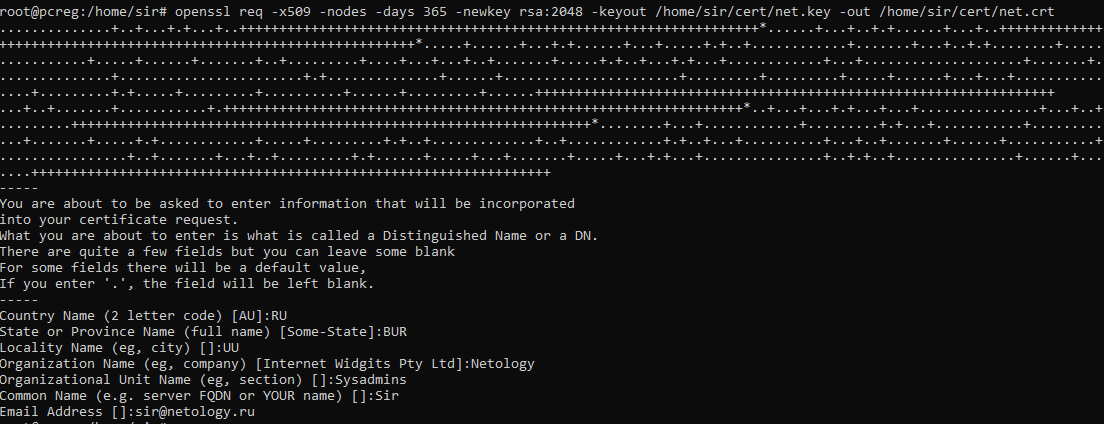 root@pcreg:/home/sir# openssl req -x509 -nodes -days 365 -newkey rsa:2048 -keyout /home/sir/cert/net.key -out /home/sir/cert/net.crt
-----
You are about to be asked to enter information that will be incorporated
into your certificate request.
What you are about to enter is what is called a Distinguished Name or a DN.
There are quite a few fields but you can leave some blank
For some fields there will be a default value,
If you enter '.', the field will be left blank.
-----
Country Name (2 letter code) [AU]:RU
State or Province Name (full name) [Some-State]:BUR
Locality Name (eg, city) []:UU
Organization Name (eg, company) [Internet Widgits Pty Ltd]:Netology
Organizational Unit Name (eg, section) []:Sysadmins
Common Name (e.g. server FQDN or YOUR name) []:Sir
Email Address []:sir@netology.ru